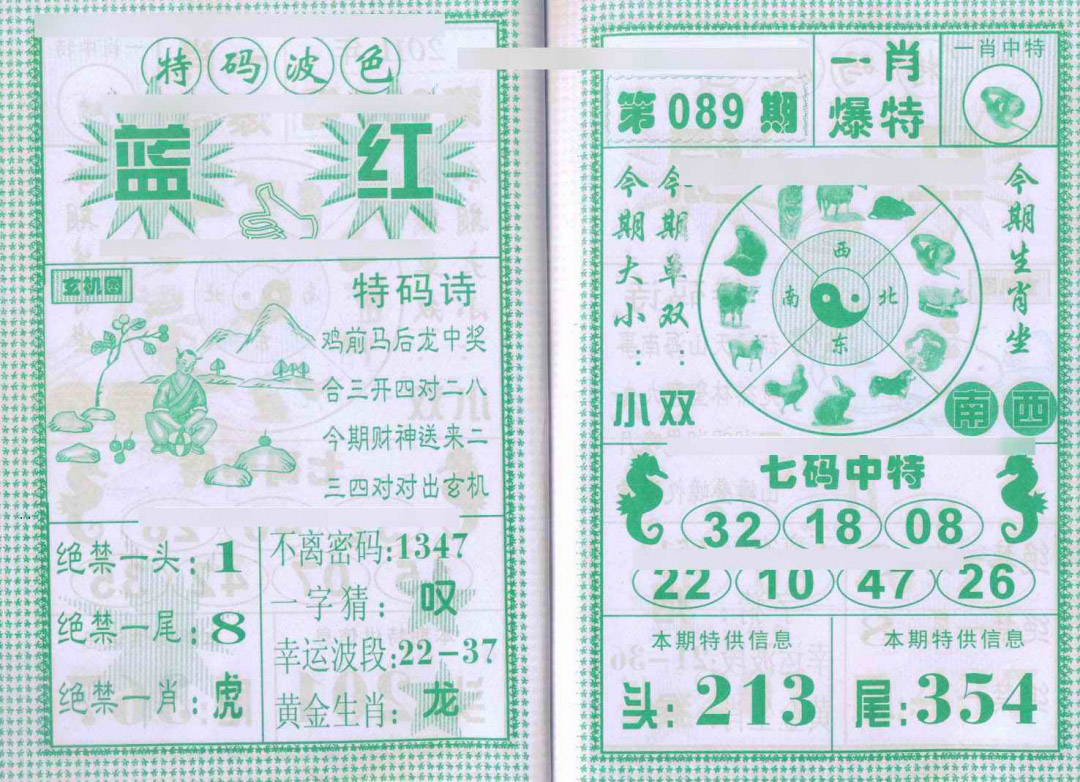 特码波色
蓝 红
玄机图
特码诗
鸡前马后龙中奖
合三开四对二八
今期财神送来二
三四对对出玄机
绝禁一头：1
绝禁一尾：8
绝禁一肖：虎
不离密码:1347
一字猜：叹
幸运波段:22-37
黄金生肖：龙
第089期
一肖
爆特
一肖中特
今期大小：小
今期单双：双
西
南 北
东
今期生肖坐
南西
七码中特
32 18 08
22 10 47 26
本期特供信息
头:213
本期特供信息
尾:354